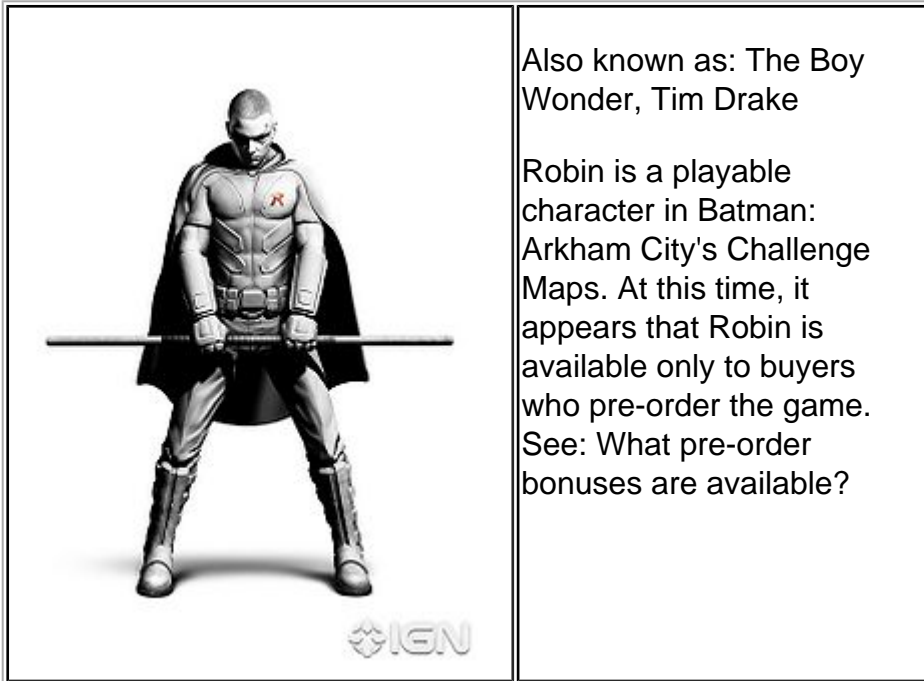 Also known as: The Boy
Wonder, Tim Drake
Robin is a playable
character in Batman:
Arkham City's Challenge
Maps. At this time, it
appears that Robin is
available only to buyers
who pre-order the game.
See: What pre-order
bonuses are available?
R
IGN